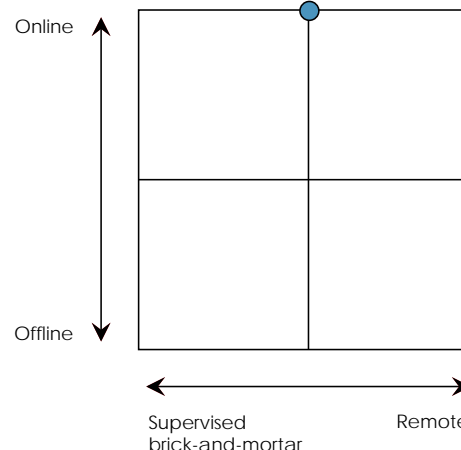 Online
Offline
Supervised
brick-and-mortar
Remote